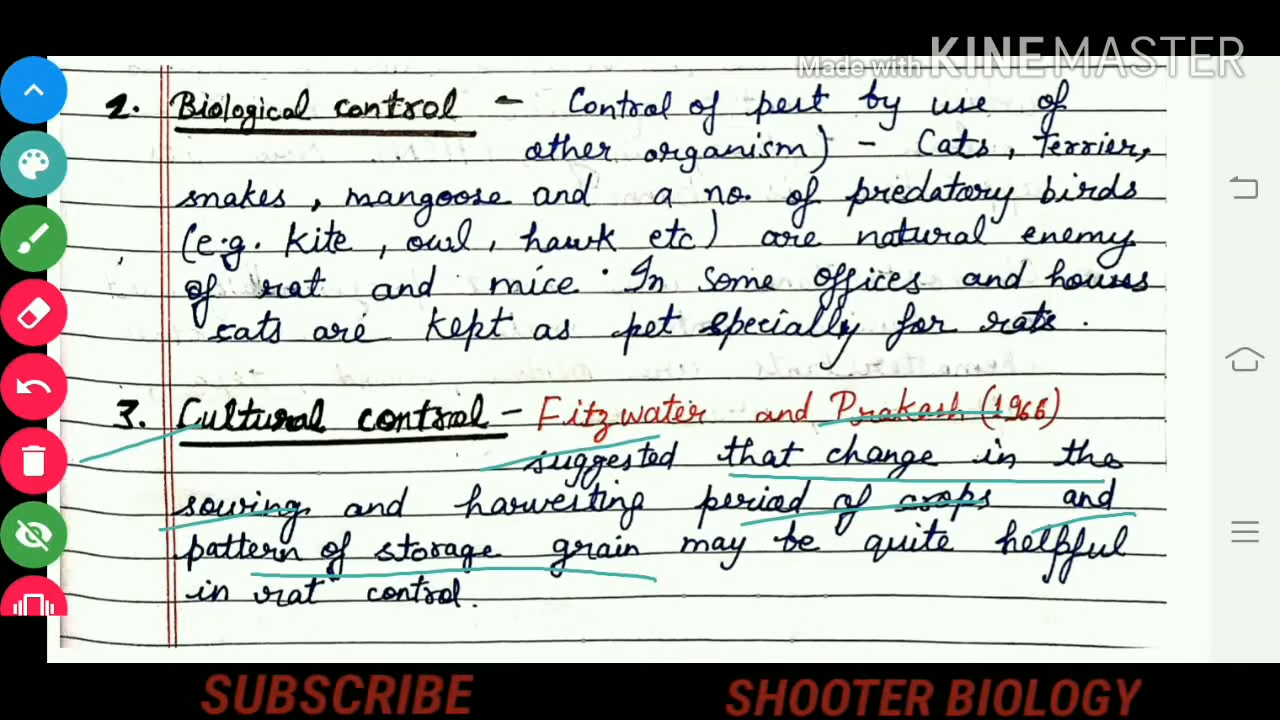 Made with KINEMASTER
2. Biological control - Control of pest by use of
other organism) - Cats, terrier,
snakes, mangoose and a no. of predatory birds
(e.g. kite, owl, hawk etc) are natural enemy
of rat and mice. In some offices and houses
cats are kept as pet specially for rats.
3. Cultural control - Fitzwater and Prakash (1966)
suggested that change in the
sowing and harvesting period of crops and
pattern of storage grain may be quite helpful
in rat control.
SUBSCRIBE SHOOTER BIOLOGY